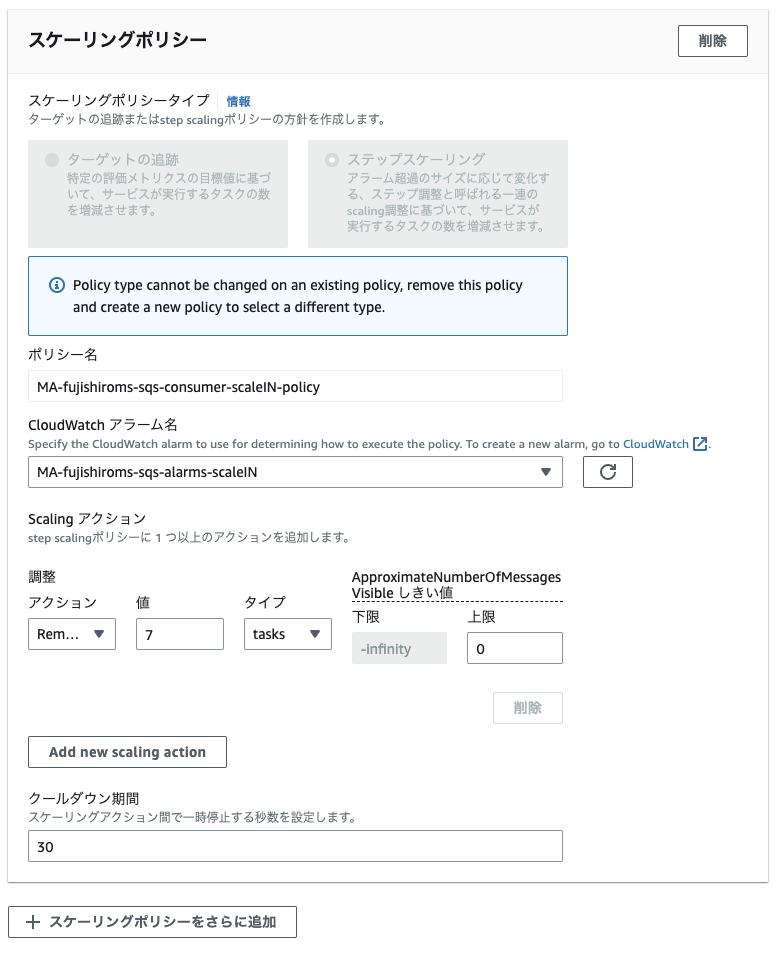 スケーリングポリシー
削除
スケーリングポリシータイプ
情報
ターゲットの追跡またはstep scalingポリシーの方針を作成します。
ターゲットの追跡
特定の評価メトリクスの目標値に基づ
いて、サービスが実行するタスクの数
を増減させます。
ステップスケーリング
アラーム超過のサイズに応じて変化す
る、ステップ調整と呼ばれる一連の
scaling調整に基づいて、サービスが
実行するタスクの数を増減させます。
Policy type cannot be changed on an existing policy, remove this policy
and create a new policy to select a different type.
ポリシー名
MA-fujishiroms-sqs-consumer-scaleIN-policy
CloudWatch アラーム名
Specify the CloudWatch alarm to use for determining how to execute the policy. To create a new alarm, go to CloudWatch.
MA-fujishiroms-sqs-alarms-scaleIN
Scaling アクション
step scalingポリシーに 1 つ以上のアクションを追加します。
調整
アクション
値
タイプ
ApproximateNumberOfMessages
Visible しきい値
下限
上限
Rem...
7
tasks
-infinity
0
削除
Add new scaling action
クールダウン期間
スケーリングアクション間で一時停止する秒数を設定します。
30
スケーリングポリシーをさらに追加